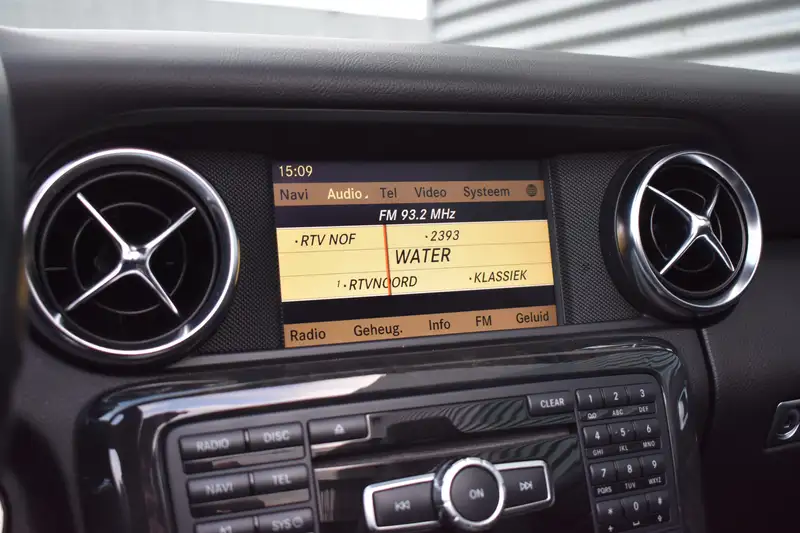 15:09
Navi Audio Tel Video Systeem
FM 93.2 MHz
·RTV NOF ·2393
WATER
¹·RTVNOORD ·KLASSIEK
Radio Geheug. Info FM Geluid
CLEAR
RADIO DISC
NAVI TEL
SYS
ON
1 2 3
ABC DEF
4 5 6
GHI JKL MNO
7 8 9
PQRS TUV WXYZ
* 0 #